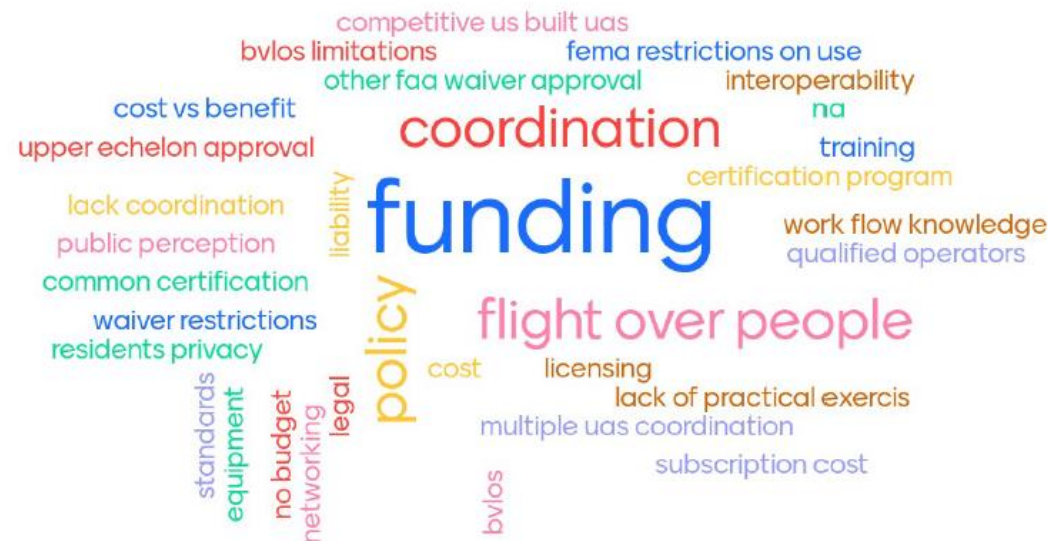 competitive us built uas
bvlos limitations
fema restrictions on use
other faa waiver approval
interoperability
cost vs benefit
coordination
na
upper echelon approval
training
certification program
liability
funding
lack coordination
work flow knowledge
public perception
qualified operators
common certification
policy
flight over people
waiver restrictions
residents privacy
cost
licensing
lack of practical exercis
standards
equipment
no budget
networking
legal
multiple uas coordination
subscription cost
bvlos